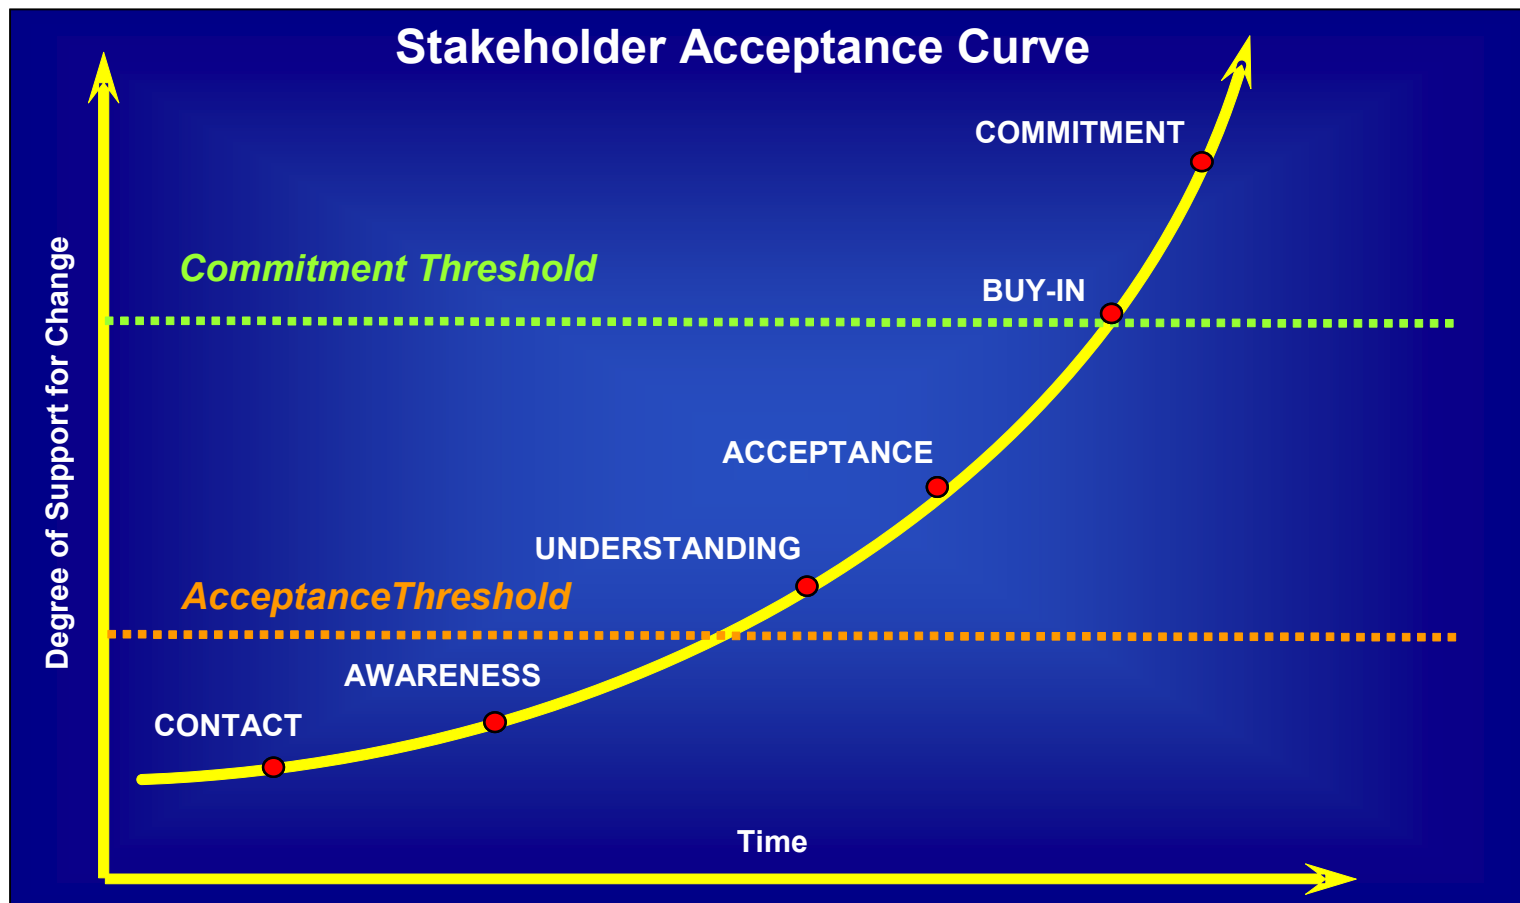 Stakeholder Acceptance Curve
COMMITMENT
Commitment Threshold
BUY-IN
Degree of Support for Change
ACCEPTANCE
UNDERSTANDING
AcceptanceThreshold
AWARENESS
CONTACT
Time